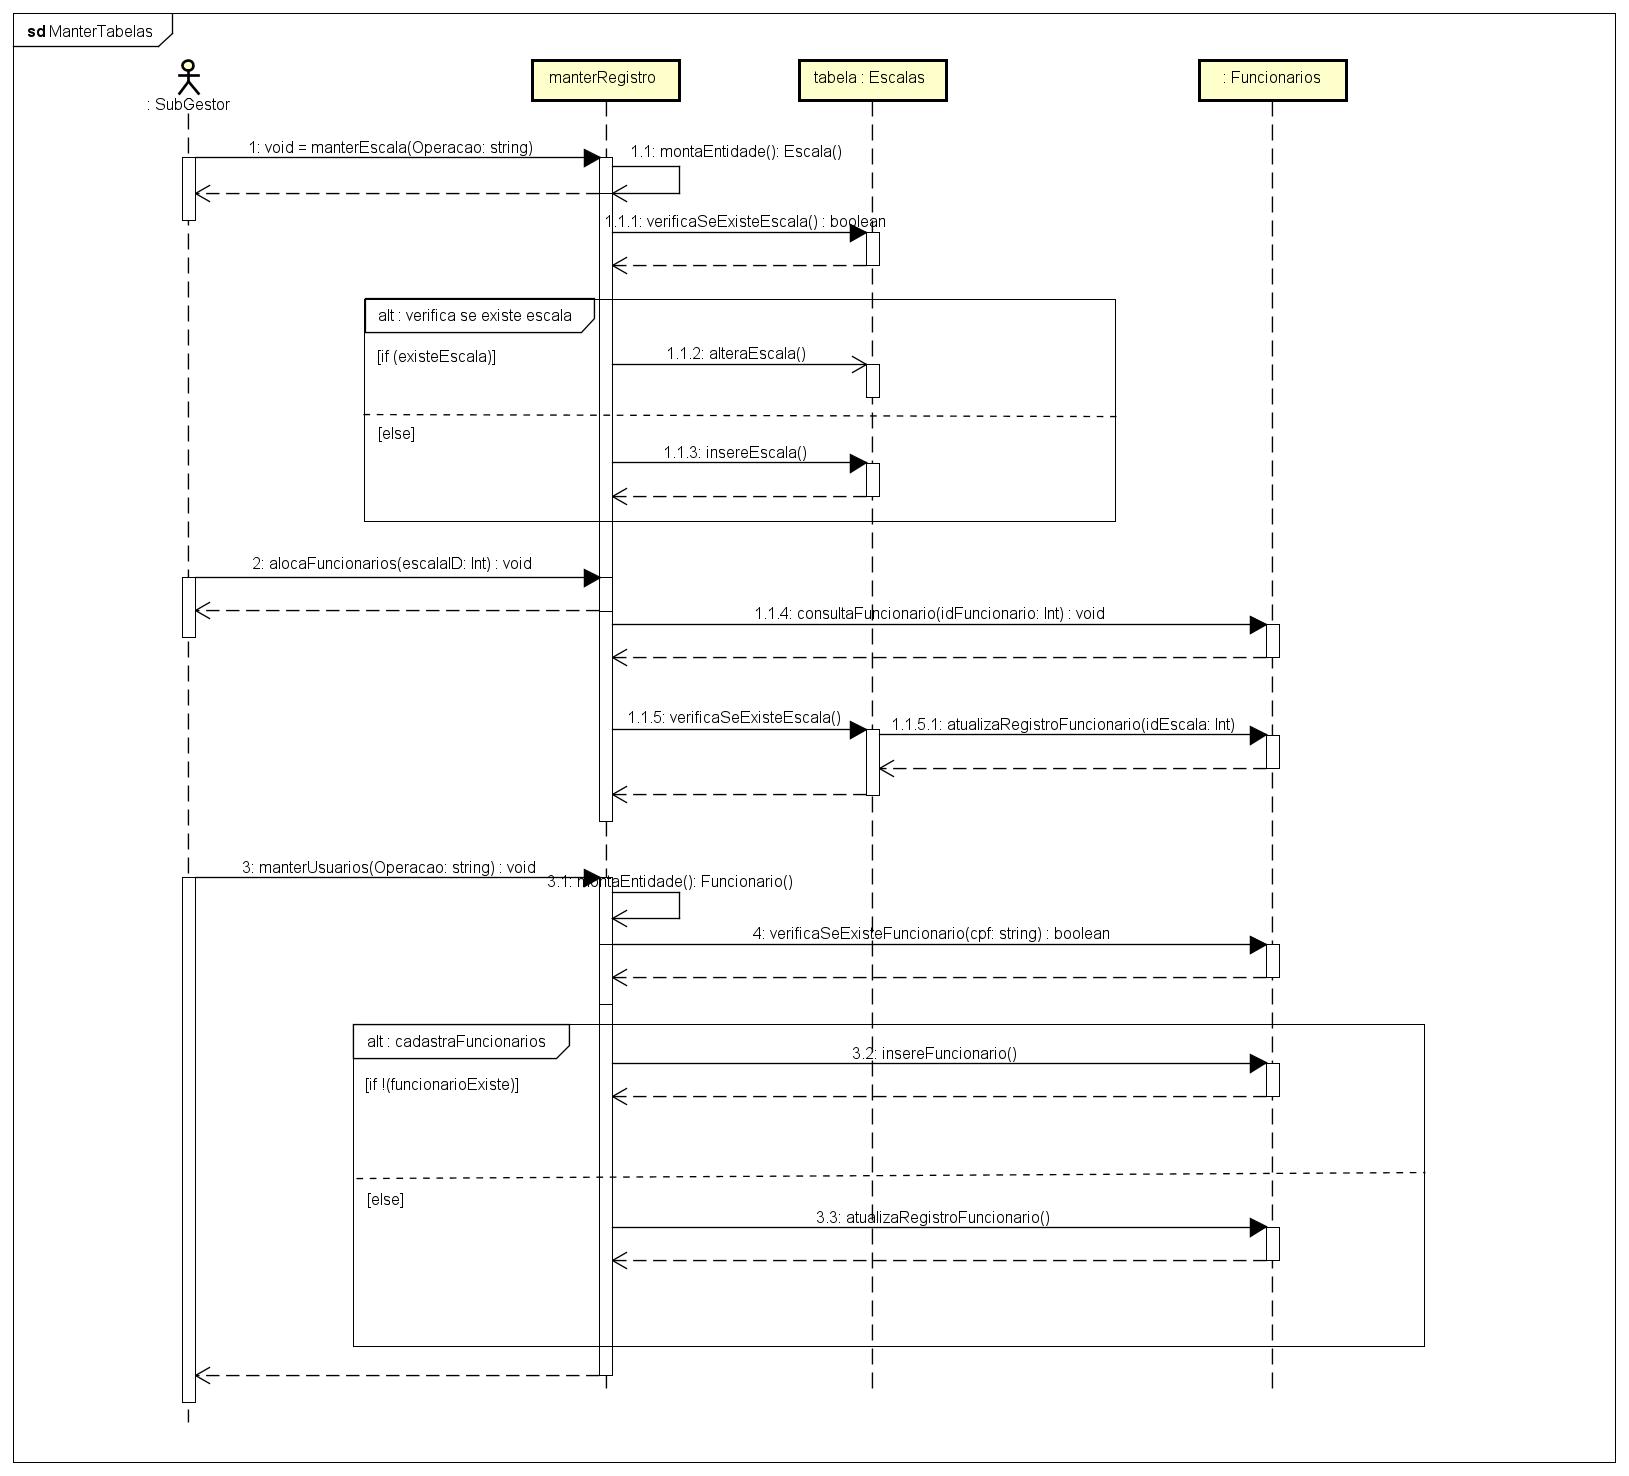 sd ManterTabelas
: SubGestor
manterRegistro
tabela : Escalas
: Funcionarios
1: void = manterEscala(Operacao: string)
1.1: montaEntidade(): Escala()
1.1.1: verificaSeExisteEscala() : boolean
alt : verifica se existe escala
[if (existeEscala)]
1.1.2: alteraEscala()
[else]
1.1.3: insereEscala()
2: alocaFuncionarios(escalaID: Int) : void
1.1.4: consultaFuncionario(idFuncionario: Int) : void
1.1.5: verificaSeExisteEscala()
1.1.5.1: atualizaRegistroFuncionario(idEscala: Int)
3: manterUsuarios(Operacao: string) : void
3.1: montaEntidade(): Funcionario()
4: verificaSeExisteFuncionario(cpf: string) : boolean
alt : cadastraFuncionarios
3.2: insereFuncionario()
[if !(funcionarioExiste)]
[else]
3.3: atualizaRegistroFuncionario()